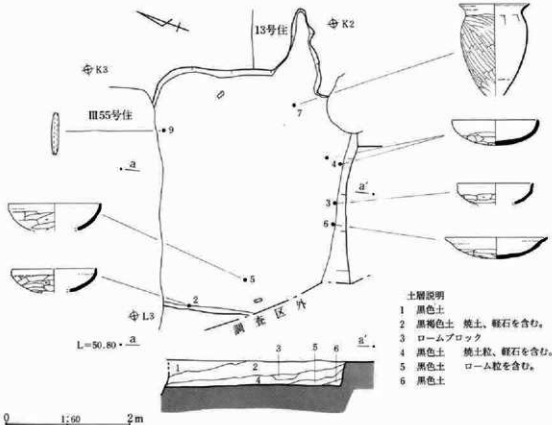 13号住
K2
K3
7
III55号住
9
a
4
a'
3
6
5
2
L3
調査区外
L=50.80
a
a'
3 5 6
1 2
4
土層説明
1 黒色土
2 黒褐色土 焼土、軽石を含む。
3 ロームブロック
4 黒色土 焼土粒、軽石を含む。
5 黒色土 ローム粒を含む。
6 黒色土
0 1:60 2m